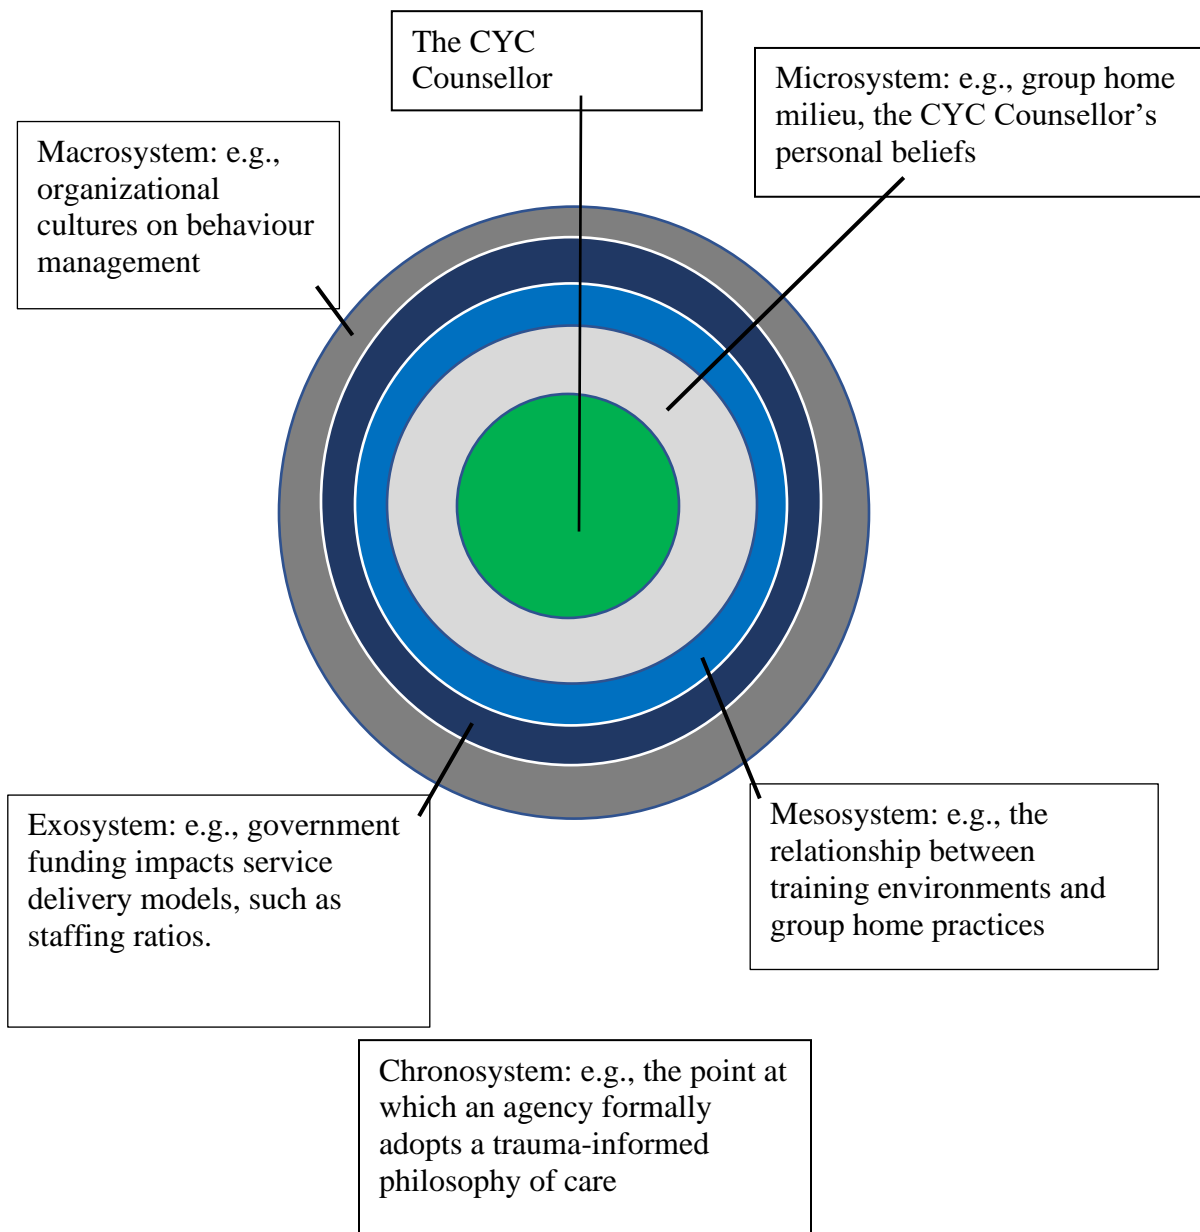 The CYC
Counsellor
Microsystem: e.g., group home
milieu, the CYC Counsellor’s
personal beliefs
Macrosystem: e.g.,
organizational
cultures on behaviour
management
Exosystem: e.g., government
funding impacts service
delivery models, such as
staffing ratios.
Mesosystem: e.g., the
relationship between
training environments and
group home practices
Chronosystem: e.g., the point at
which an agency formally
adopts a trauma-informed
philosophy of care